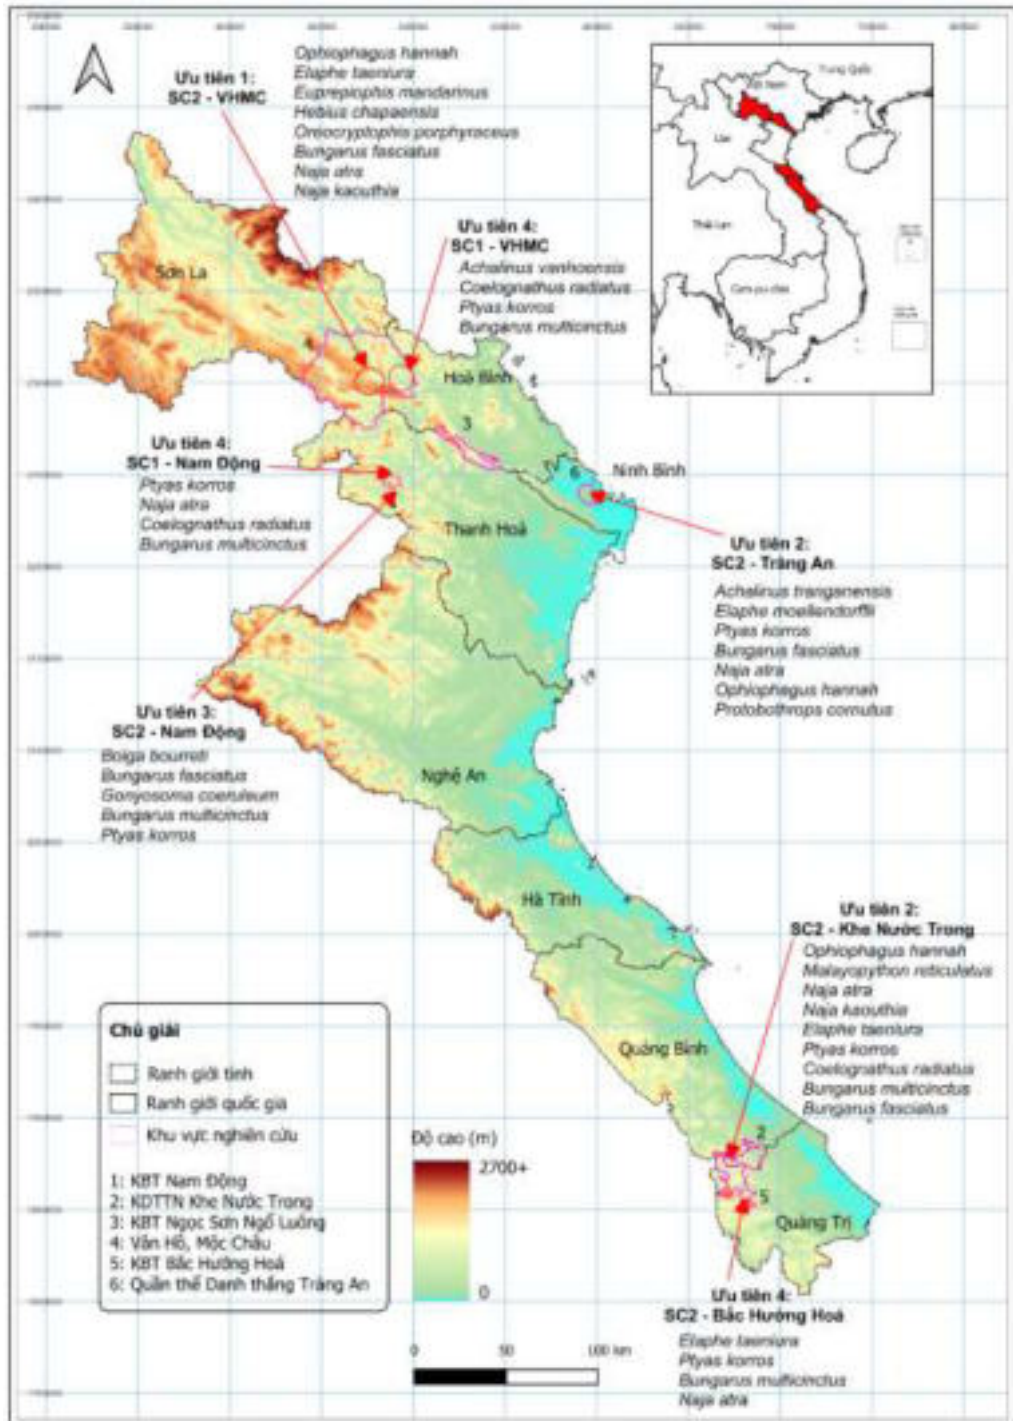 Ưu tiên 1:
SC2 - VHMC
Ophiophagus hannah
Elaphe taeniura
Euprepiophis mandarinus
Hebius chapaensis
Oreocryptophis porphyraceus
Bungarus fasciatus
Naja atra
Naja kaouthia
Ưu tiên 4:
SC1 - VHMC
Achalinus vanhoensis
Coelognathus radiatus
Ptyas korros
Bungarus multicinctus
Trung Quốc
Việt Nam
Lào
Thái Lan
Cam-pu-chia
Sơn La
Hoà Bình
4
3
Ưu tiên 4:
SC1 - Nam Động
Ptyas korros
Naja atra
Coelognathus radiatus
Bungarus multicinctus
6
Ninh Bình
Thanh Hoá
Ưu tiên 2:
SC2 - Tràng An
Achalinus tranganensis
Elaphe moellendorffi
Ptyas korros
Bungarus fasciatus
Naja atra
Ophiophagus hannah
Protobothrops cornutus
Ưu tiên 3:
SC2 - Nam Động
Boiga bourreti
Bungarus fasciatus
Gonyosoma coeruleum
Bungarus multicinctus
Ptyas korros
Nghệ An
Hà Tĩnh
Ưu tiên 2:
SC2 - Khe Nước Trong
Ophiophagus hannah
Malayopython reticulatus
Naja atra
Naja kaouthia
Elaphe taeniura
Ptyas korros
Coelognathus radiatus
Bungarus multicinctus
Bungarus fasciatus
Quảng Bình
2
5
Quảng Trị
Chú giải
Ranh giới tỉnh
Ranh giới quốc gia
Khu vực nghiên cứu
1: KBT Nam Động
2: KDTTN Khe Nước Trong
3: KBT Ngọc Sơn Ngổ Luông
4: Vân Hồ, Mộc Châu
5: KBT Bắc Hướng Hoá
6: Quần thể Danh thắng Tràng An
Độ cao (m)
2700+
0
0 50 100 km
Ưu tiên 4:
SC2 - Bắc Hướng Hoá
Elaphe taeniura
Ptyas korros
Bungarus multicinctus
Naja atra